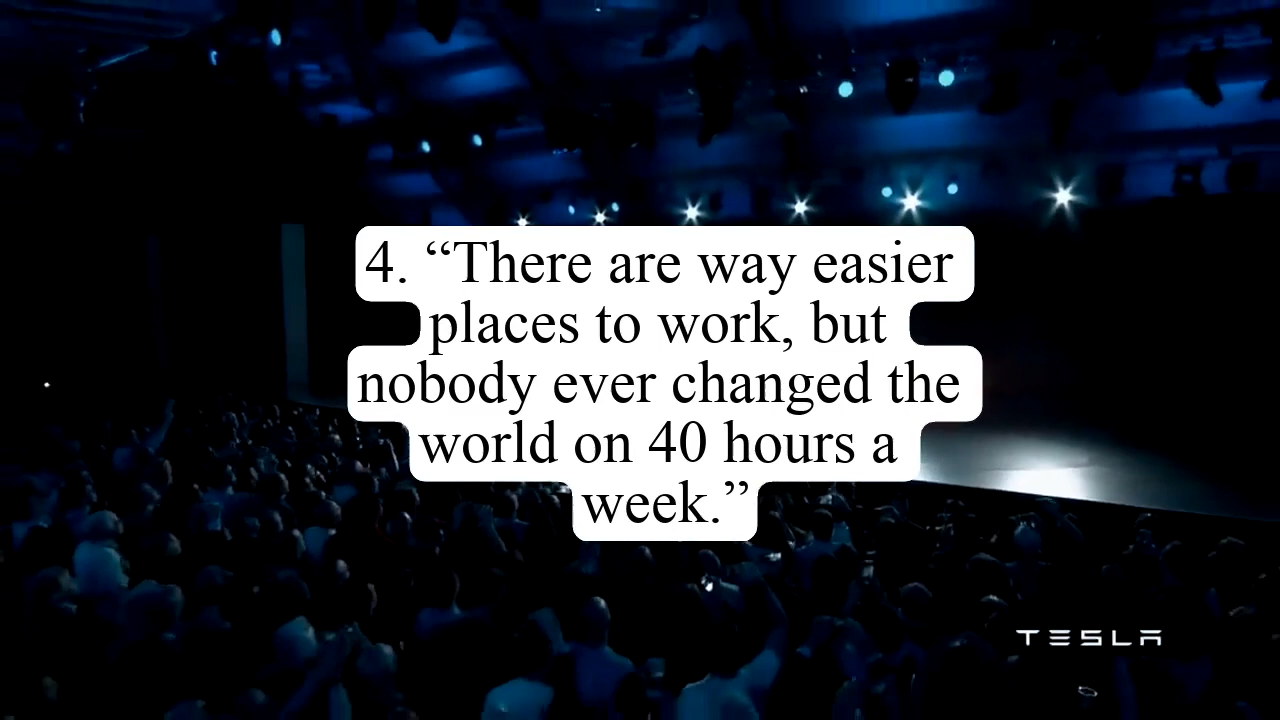 4. “There are way easier
places to work, but
nobody ever changed the
world on 40 hours a
week.”
TESLA